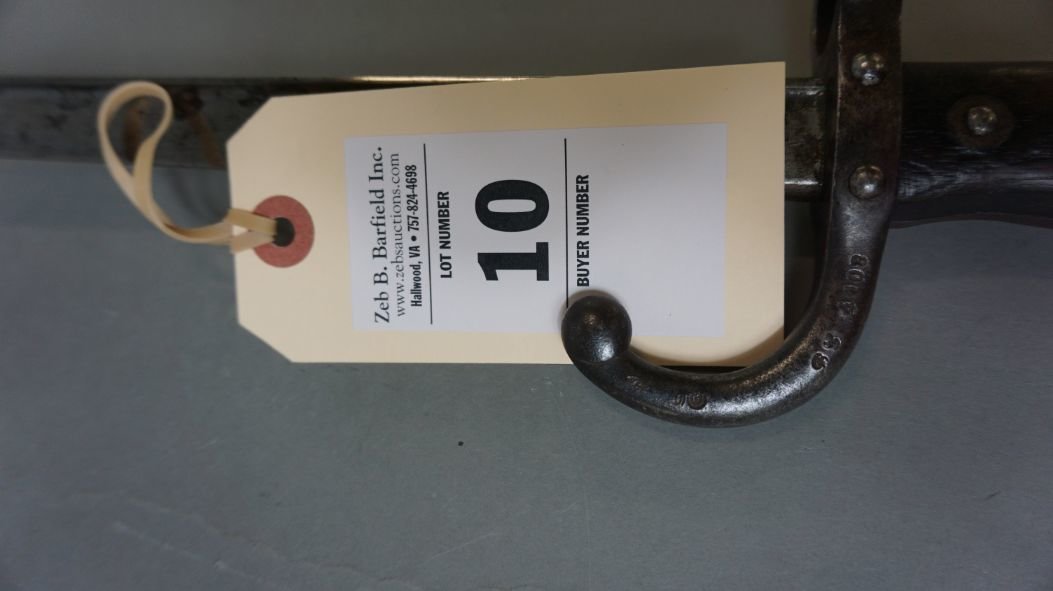 Zeb B. Barfield Inc.
www.zebsauctions.com
Hallwood, VA • 757-824-4698
LOT NUMBER
10
BUYER NUMBER